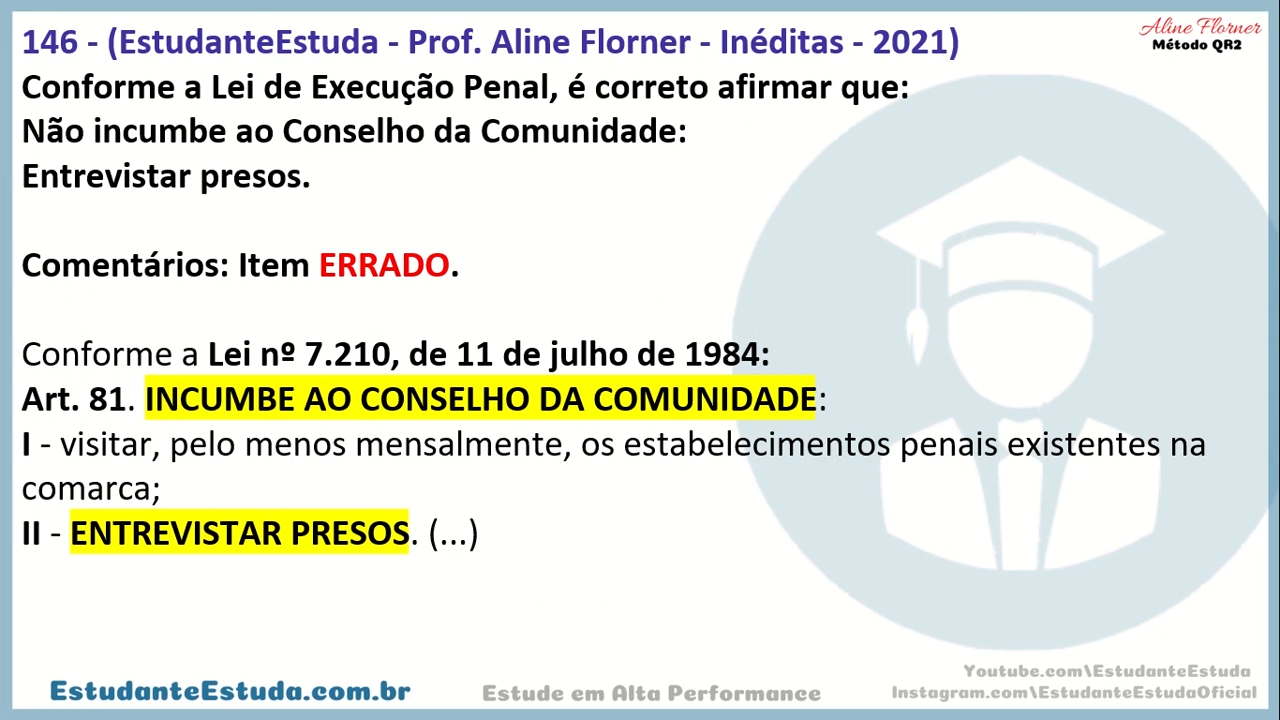 146 - (EstudanteEstuda - Prof. Aline Florner - Inéditas - 2021)
Aline Florner
Método QR2
Conforme a Lei de Execução Penal, é correto afirmar que:
Não incumbe ao Conselho da Comunidade:
Entrevistar presos.
Comentários: Item ERRADO.
Conforme a Lei nº 7.210, de 11 de julho de 1984:
Art. 81. INCUMBE AO CONSELHO DA COMUNIDADE:
I - visitar, pelo menos mensalmente, os estabelecimentos penais existentes na
comarca;
II - ENTREVISTAR PRESOS. (...)
EstudanteEstuda.com.br
Estude em Alta Performance
Youtube.com\EstudanteEstuda
Instagram.com\EstudanteEstudaOficial